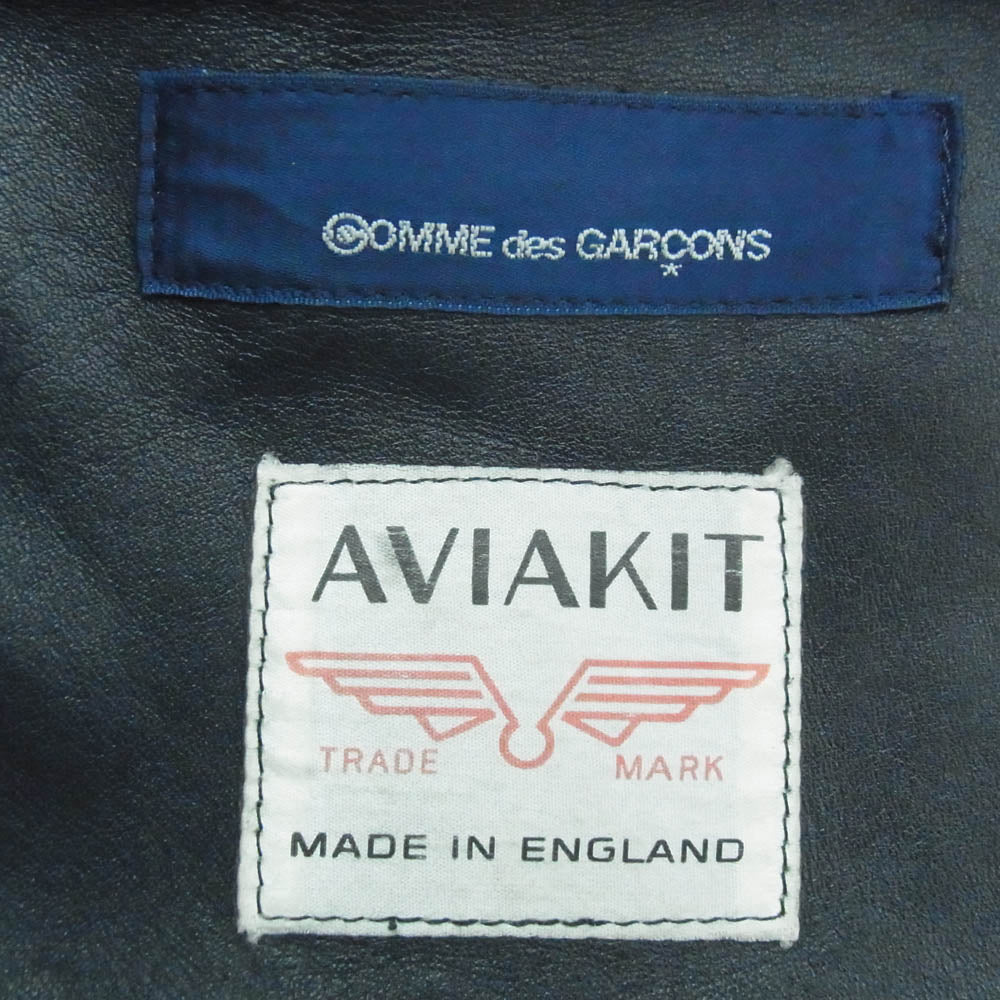 COMME des GARÇONS
*
AVIAKIT
TRADE MARK
MADE IN ENGLAND